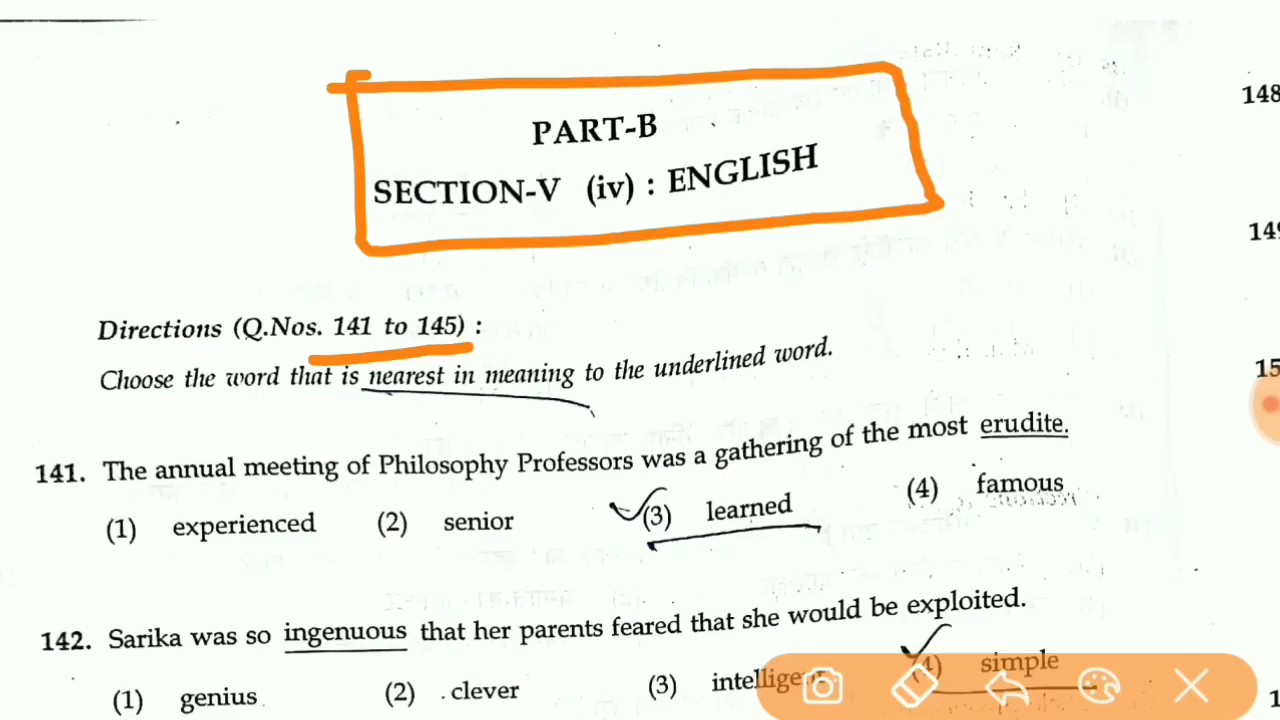 PART-B
SECTION-V (iv) : ENGLISH
148
149
Directions (Q.Nos. 141 to 145) :
Choose the word that is nearest in meaning to the underlined word.
15
141. The annual meeting of Philosophy Professors was a gathering of the most erudite.
(1) experienced (2) senior (3) learned (4) famous
142. Sarika was so ingenuous that her parents feared that she would be exploited.
(1) genius (2) clever (3) intelligent (4) simple
1